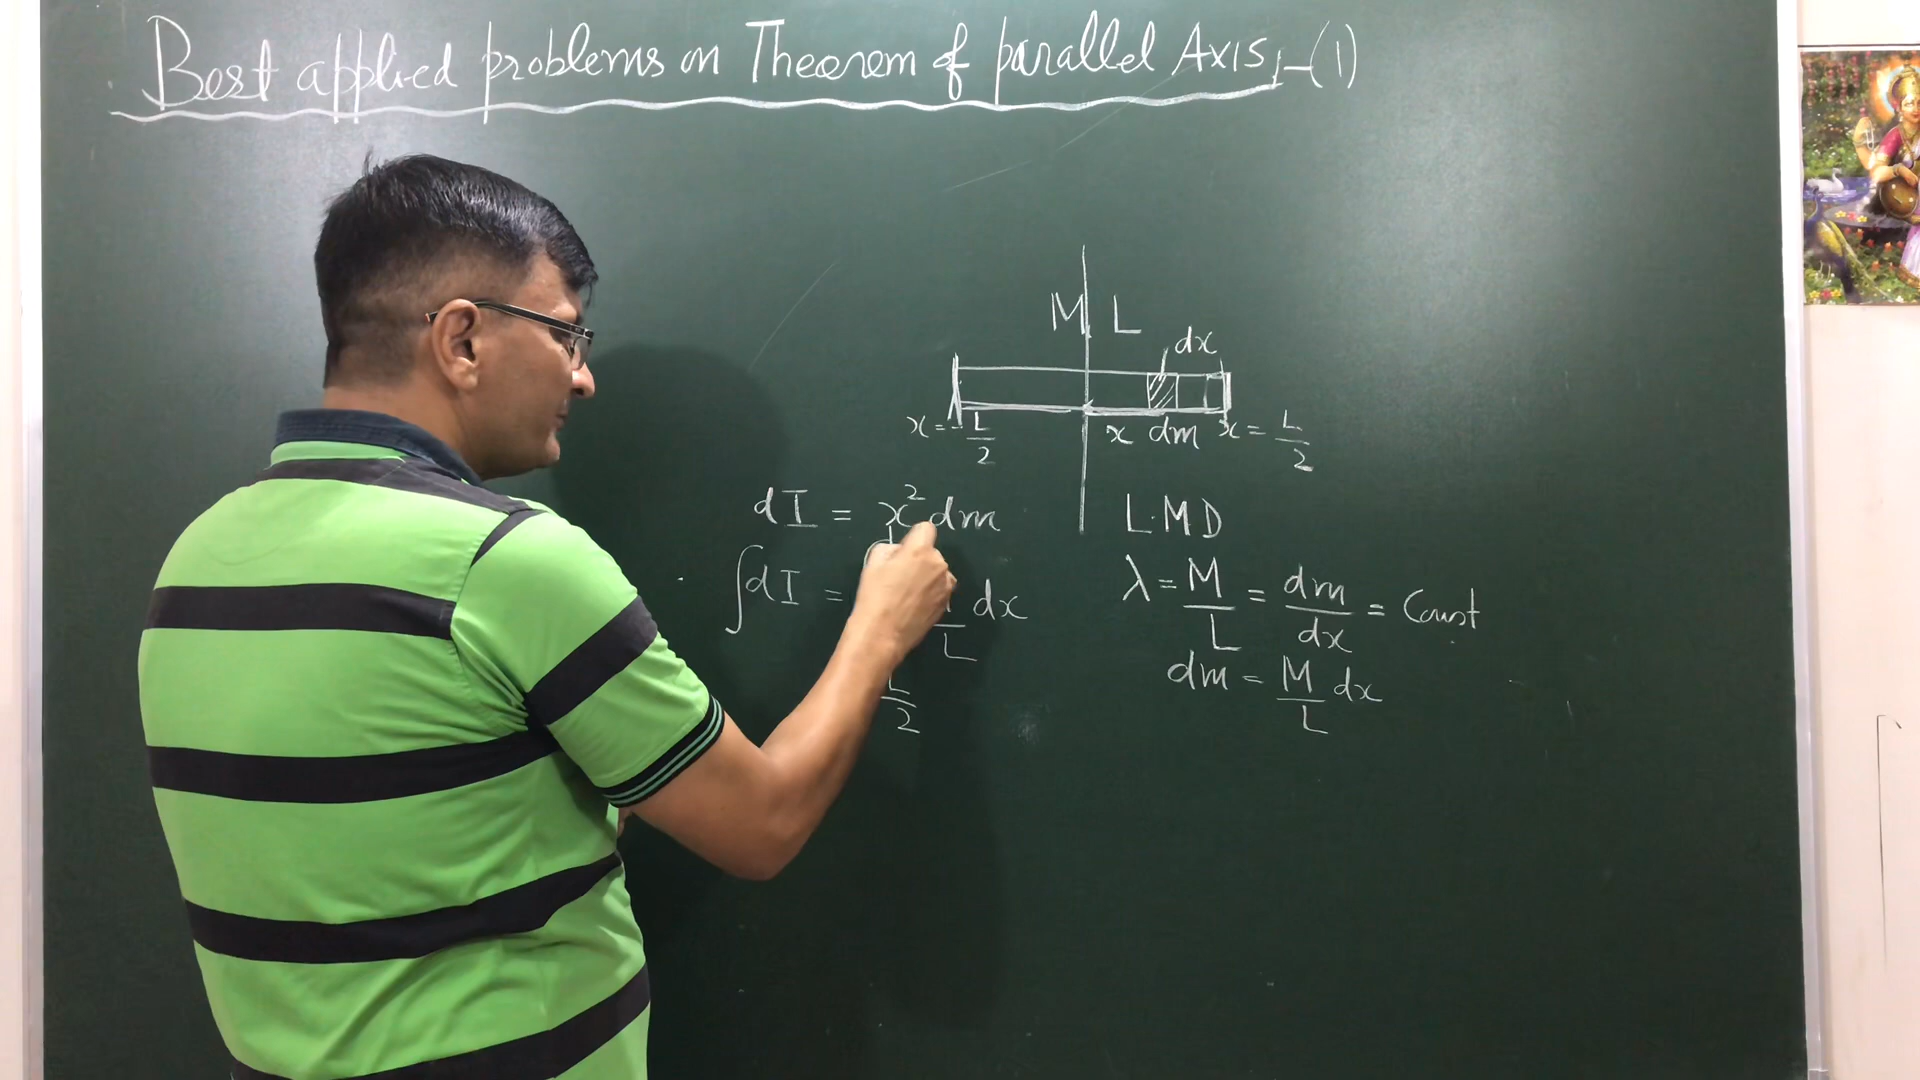 Best applied problems on Theorem of parallel Axis,-(1)
M L
dx
x = -L/2 x dm x = L/2
dI = x² dm L.M D
∫dI = dx λ = M/L = dm/dx = Const
L
L/2 dm = M/L dx